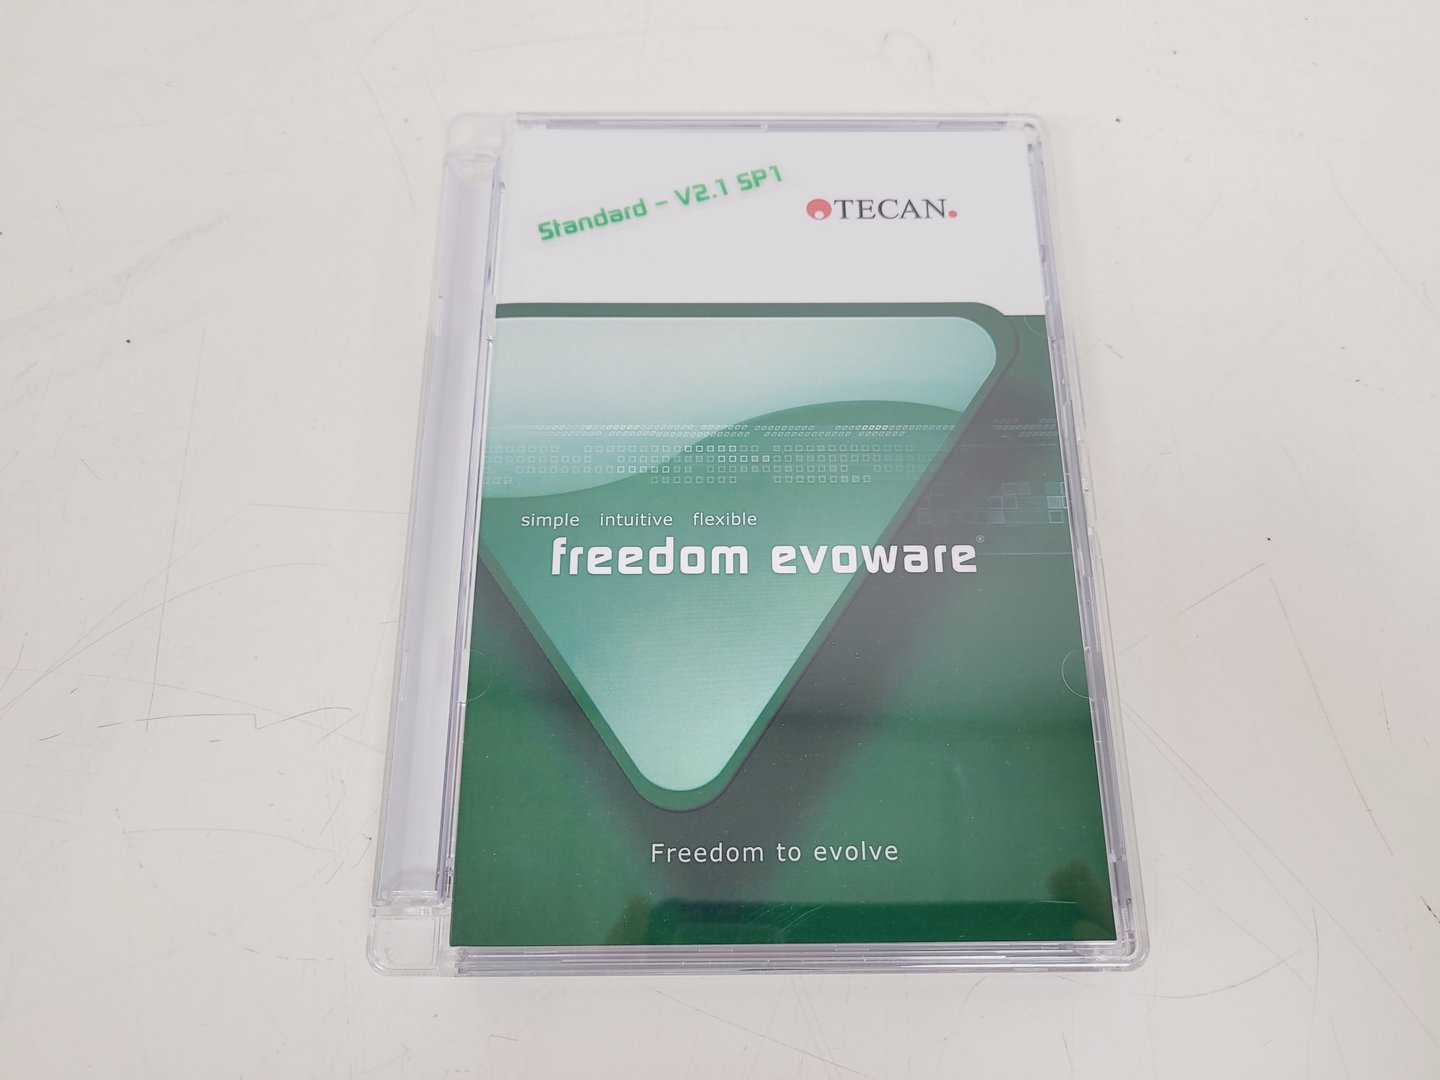 Standard - V2.1 SP1
TECAN.
simple intuitive flexible
freedom evoware®
Freedom to evolve